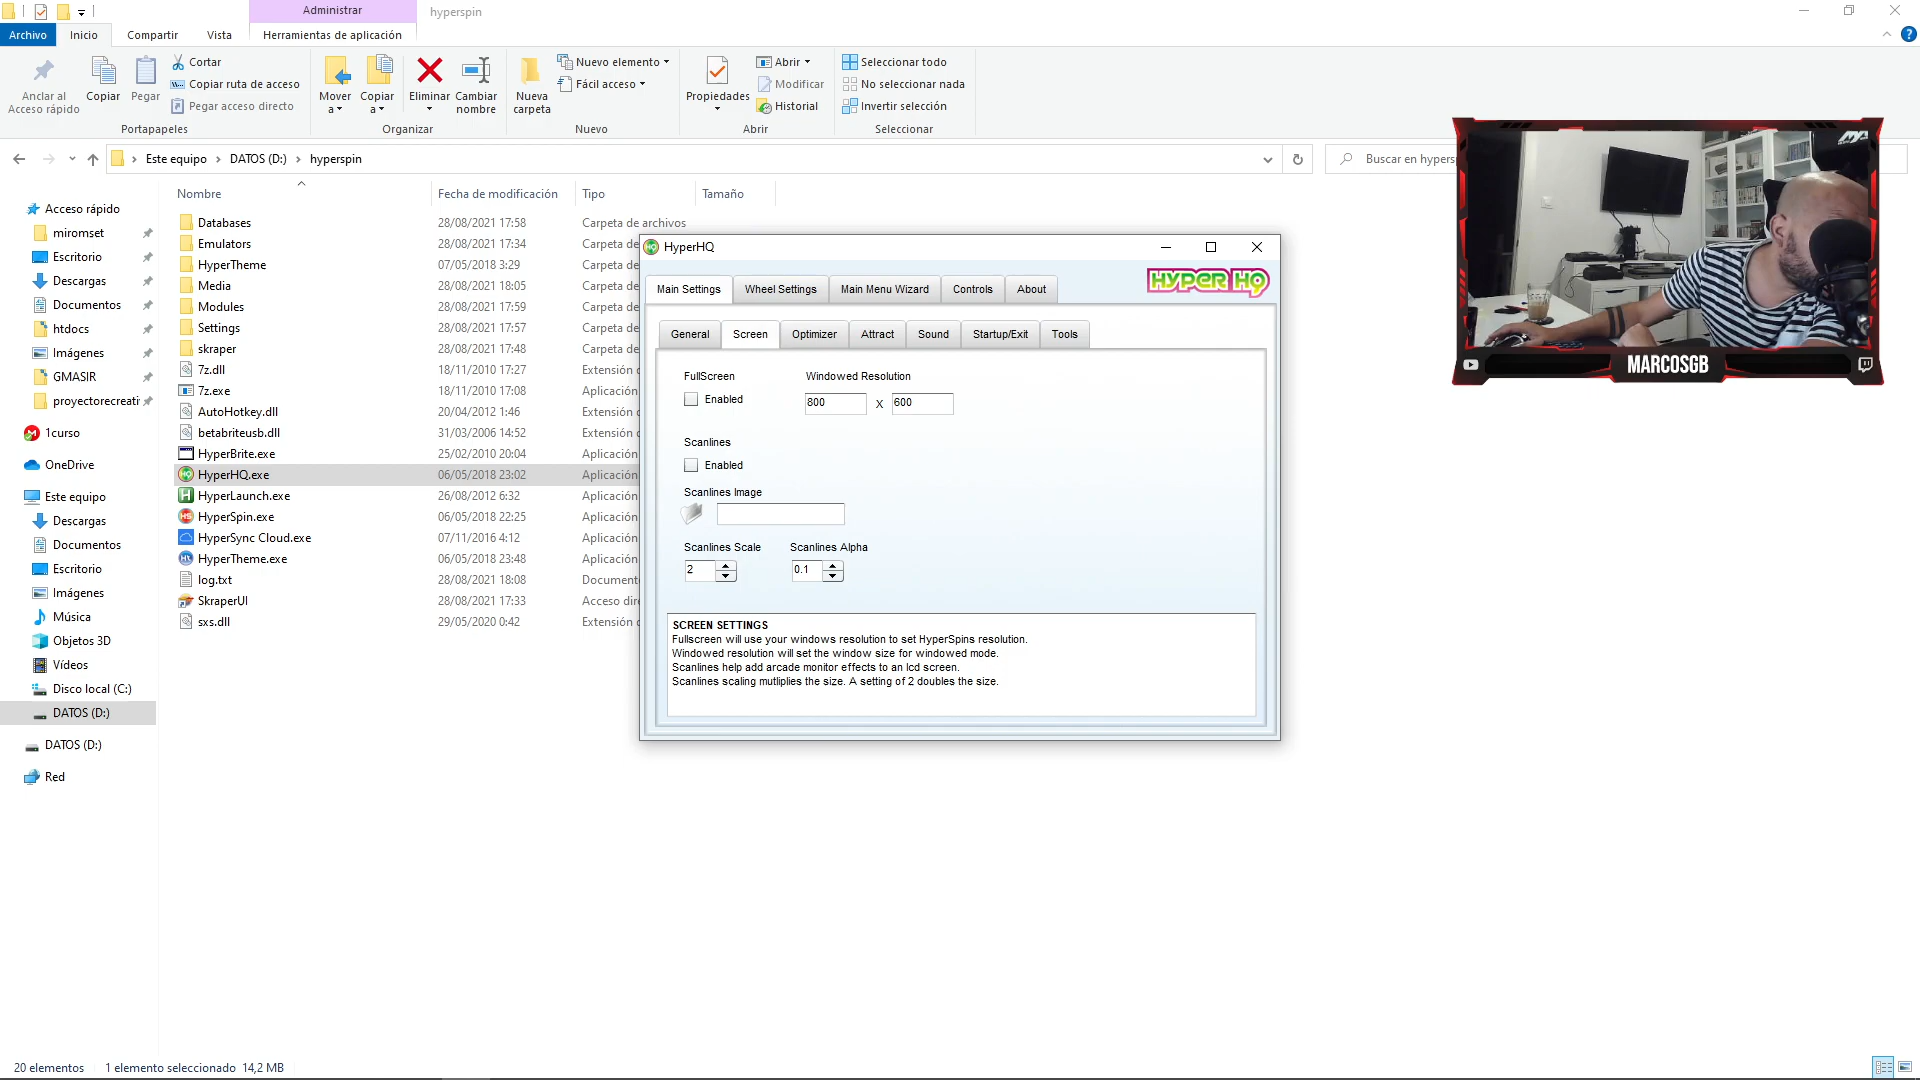 Administrar
hyperspin
Archivo
Inicio
Compartir
Vista
Herramientas de aplicación
Anclar al
Acceso rápido
Copiar
Pegar
Cortar
Copiar ruta de acceso
Pegar acceso directo
Portapapeles
Mover
a
Copiar
a
Eliminar
Cambiar
nombre
Organizar
Nueva
carpeta
Nuevo elemento
Fácil acceso
Nuevo
Propiedades
Abrir
Modificar
Historial
Abrir
Seleccionar todo
No seleccionar nada
Invertir selección
Seleccionar
Este equipo
DATOS (D:)
hyperspin
Buscar en hypersp
Nombre
Fecha de modificación
Tipo
Tamaño
Acceso rápido
miromset
Escritorio
Descargas
Documentos
htdocs
Imágenes
GMASIR
proyectorecreati
1curso
OneDrive
Este equipo
Descargas
Documentos
Escritorio
Imágenes
Música
Objetos 3D
Vídeos
Disco local (C:)
DATOS (D:)
DATOS (D:)
Red
Databases 28/08/2021 17:58 Carpeta de archivos
Emulators 28/08/2021 17:34 Carpeta de
HyperTheme 07/05/2018 3:29 Carpeta de
Media 28/08/2021 18:05 Carpeta de
Modules 28/08/2021 17:59 Carpeta de
Settings 28/08/2021 17:57 Carpeta de
skraper 28/08/2021 17:48 Carpeta de
7z.dll 18/11/2010 17:27 Extensión d
7z.exe 18/11/2010 17:08 Aplicación
AutoHotkey.dll 20/04/2012 1:46 Extensión d
betabriteusb.dll 31/03/2006 14:52 Extensión d
HyperBrite.exe 25/02/2010 20:04 Aplicación
HyperHQ.exe 06/05/2018 23:02 Aplicación
HyperLaunch.exe 26/08/2012 6:32 Aplicación
HyperSpin.exe 06/05/2018 22:25 Aplicación
HyperSync Cloud.exe 07/11/2016 4:12 Aplicación
HyperTheme.exe 06/05/2018 23:48 Aplicación
log.txt 28/08/2021 18:08 Document
SkraperUI 28/08/2021 17:33 Acceso dire
sxs.dll 29/05/2020 0:42 Extensión d
HyperHQ
Main Settings
Wheel Settings
Main Menu Wizard
Controls
About
HYPER HQ
General
Screen
Optimizer
Attract
Sound
Startup/Exit
Tools
FullScreen
Enabled
Windowed Resolution
800 X 600
Scanlines
Enabled
Scanlines Image
Scanlines Scale
2
Scanlines Alpha
0.1
SCREEN SETTINGS
Fullscreen will use your windows resolution to set HyperSpins resolution.
Windowed resolution will set the window size for windowed mode.
Scanlines help add arcade monitor effects to an lcd screen.
Scanlines scaling mutliplies the size. A setting of 2 doubles the size.
MARCOSGB
20 elementos
1 elemento seleccionado 14,2 MB